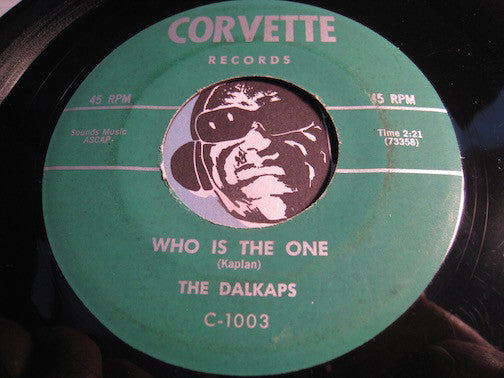 CORVETTE
RECORDS
45 RPM 45 RPM
Sounds Music Time 2:21
ASCAP (73358)
WHO IS THE ONE
(Kaplan)
THE DALKAPS
C-1003